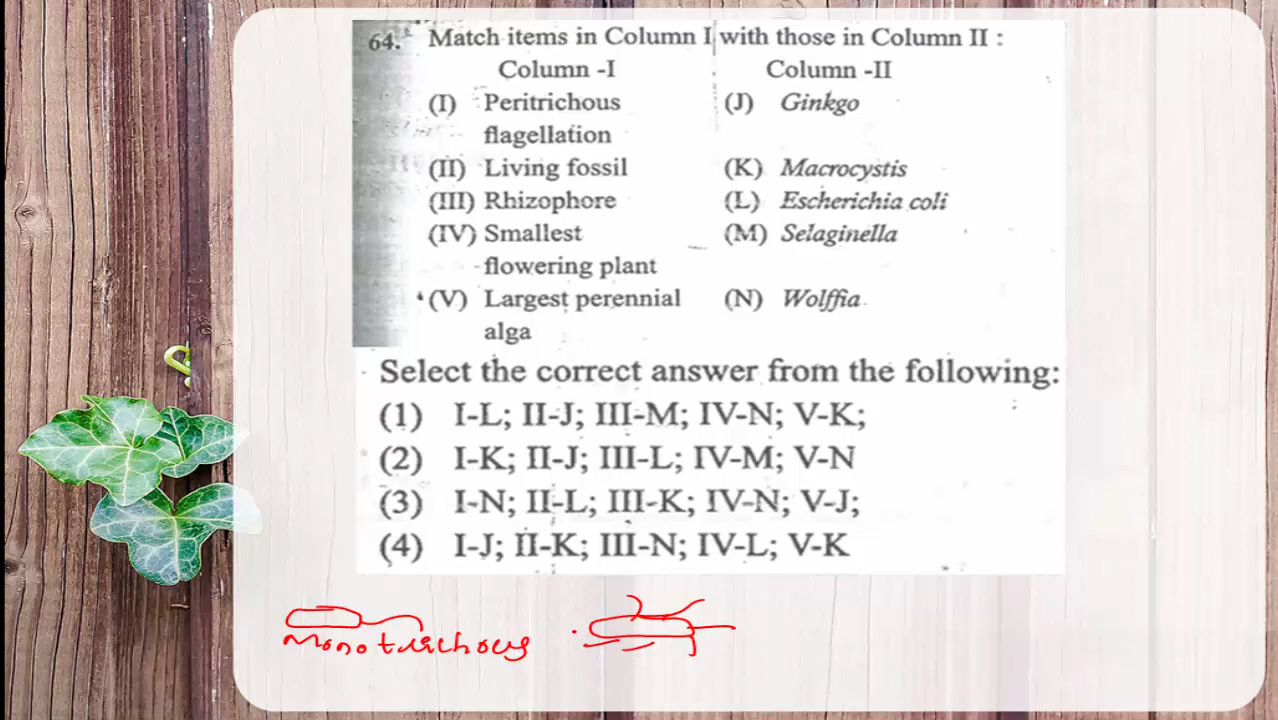 64. Match items in Column I with those in Column II :
Column -I Column -II
(I) Peritrichous (J) Ginkgo
flagellation
(II) Living fossil (K) Macrocystis
(III) Rhizophore (L) Escherichia coli
(IV) Smallest (M) Selaginella
flowering plant
(V) Largest perennial (N) Wolffia
alga
Select the correct answer from the following:
(1) I-L; II-J; III-M; IV-N; V-K;
(2) I-K; II-J; III-L; IV-M; V-N
(3) I-N; II-L; III-K; IV-N; V-J;
(4) I-J; II-K; III-N; IV-L; V-K
Monotrichous